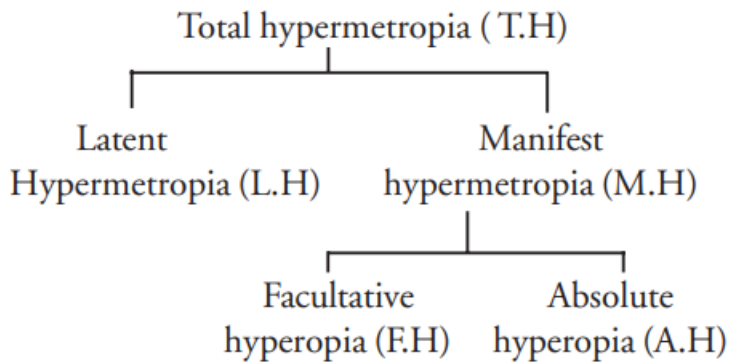 Total hypermetropia ( T.H)
Latent
Hypermetropia (L.H)
Manifest
hypermetropia (M.H)
Facultative
hyperopia (F.H)
Absolute
hyperopia (A.H)